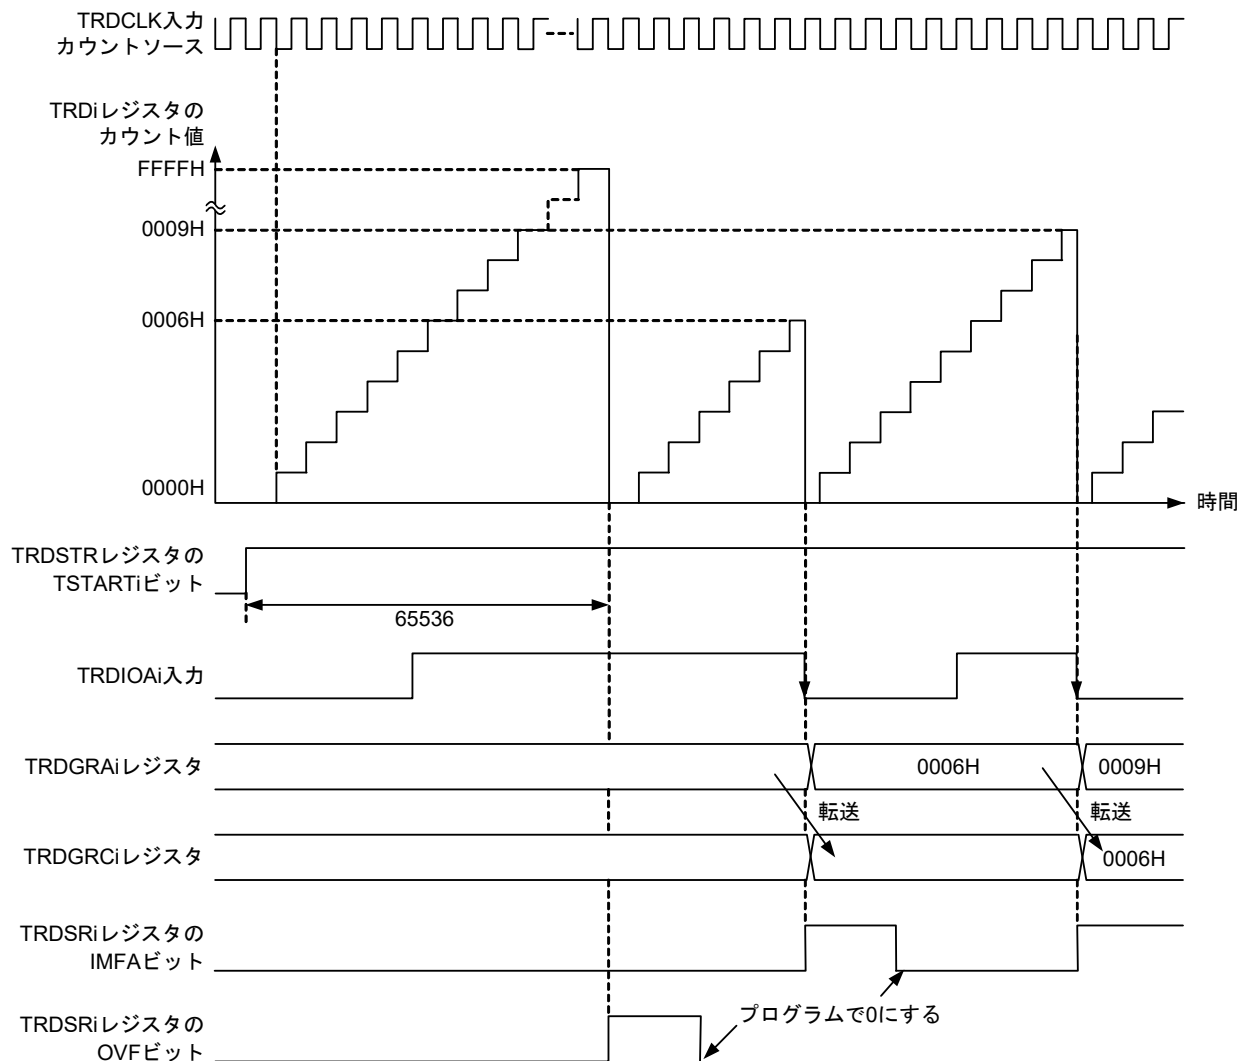 TRDCLK入力
カウントソース
TRDiレジスタの
カウント値
FFFFH
0009H
0006H
0000H
時間
TRDSTRレジスタの
TSTARTiビット
65536
TRDIOAi入力
TRDGRAiレジスタ
0006H
0009H
転送
転送
TRDGRCiレジスタ
0006H
TRDSRiレジスタの
IMFAビット
プログラムで0にする
TRDSRiレジスタの
OVFビット